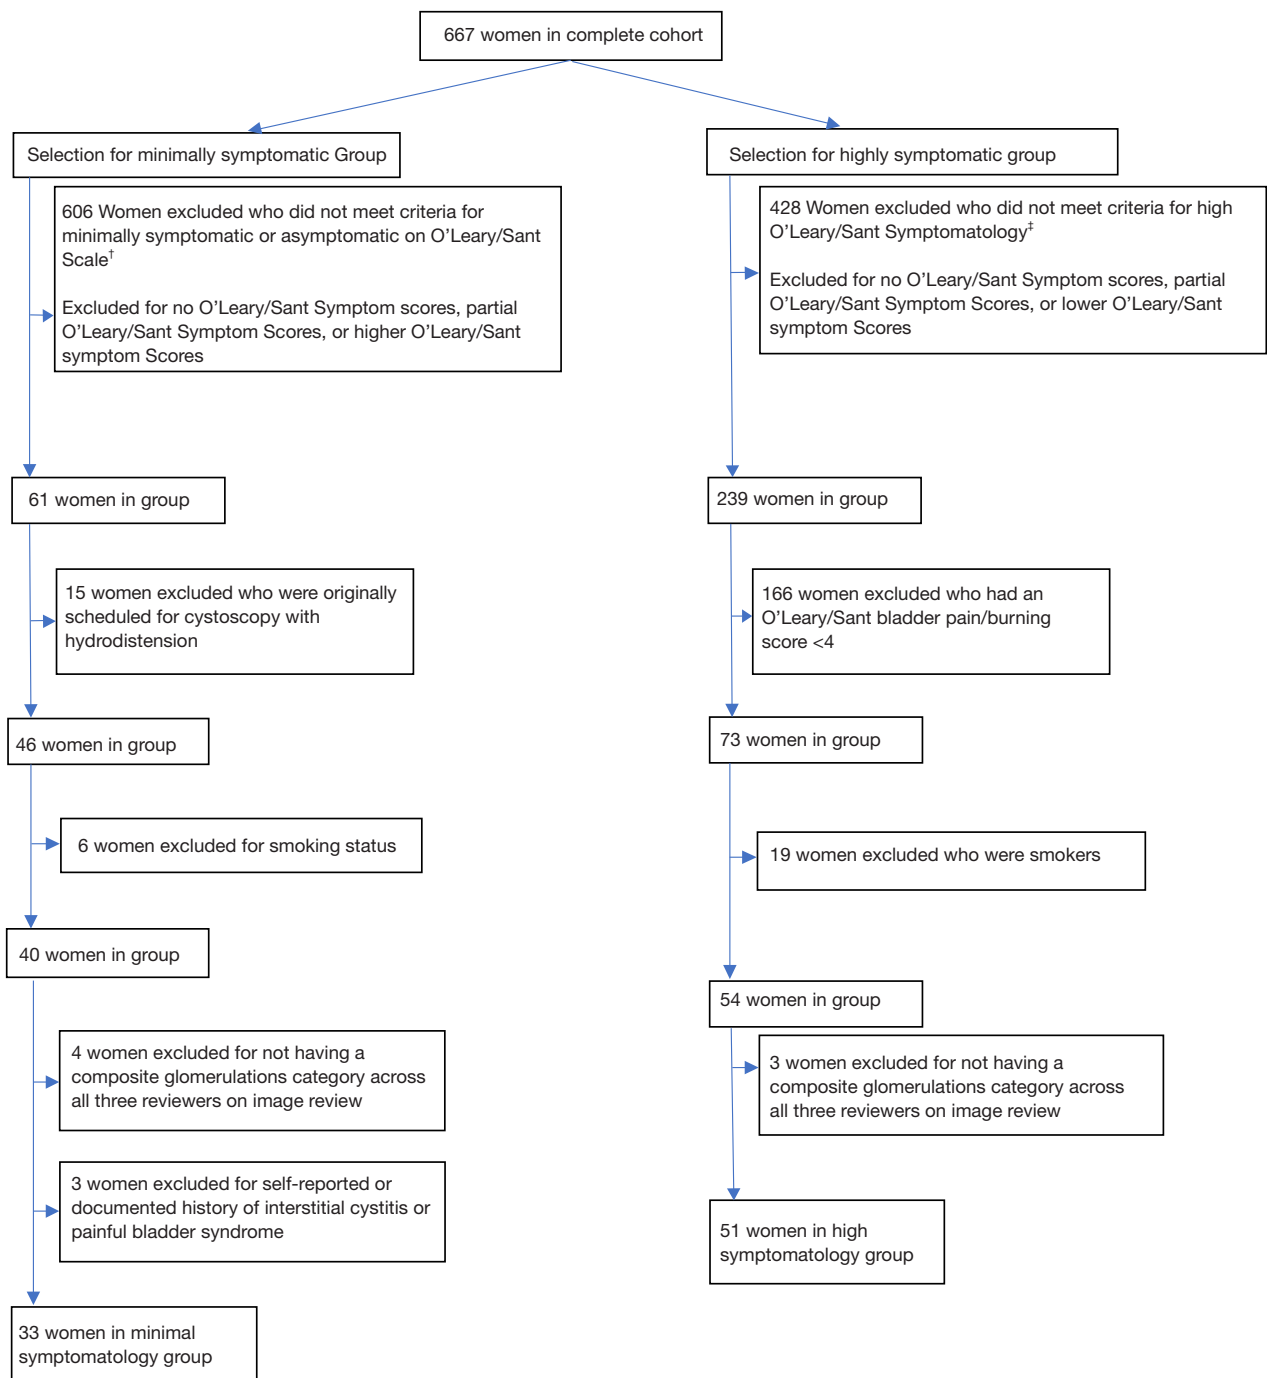 667 women in complete cohort
Selection for minimally symptomatic Group
606 Women excluded who did not meet criteria for
minimally symptomatic or asymptomatic on O'Leary/Sant
Scale†
Excluded for no O'Leary/Sant Symptom scores, partial
O'Leary/Sant Symptom Scores, or higher O'Leary/Sant
symptom Scores
61 women in group
15 women excluded who were originally
scheduled for cystoscopy with
hydrodistension
46 women in group
6 women excluded for smoking status
40 women in group
4 women excluded for not having a
composite glomerulations category across
all three reviewers on image review
3 women excluded for self-reported or
documented history of interstitial cystitis or
painful bladder syndrome
33 women in minimal
symptomatology group
Selection for highly symptomatic group
428 Women excluded who did not meet criteria for high
O'Leary/Sant Symptomatology‡
Excluded for no O'Leary/Sant Symptom scores, partial
O'Leary/Sant Symptom Scores, or lower O'Leary/Sant
symptom Scores
239 women in group
166 women excluded who had an
O'Leary/Sant bladder pain/burning
score <4
73 women in group
19 women excluded who were smokers
54 women in group
3 women excluded for not having a
composite glomerulations category across
all three reviewers on image review
51 women in high
symptomatology group